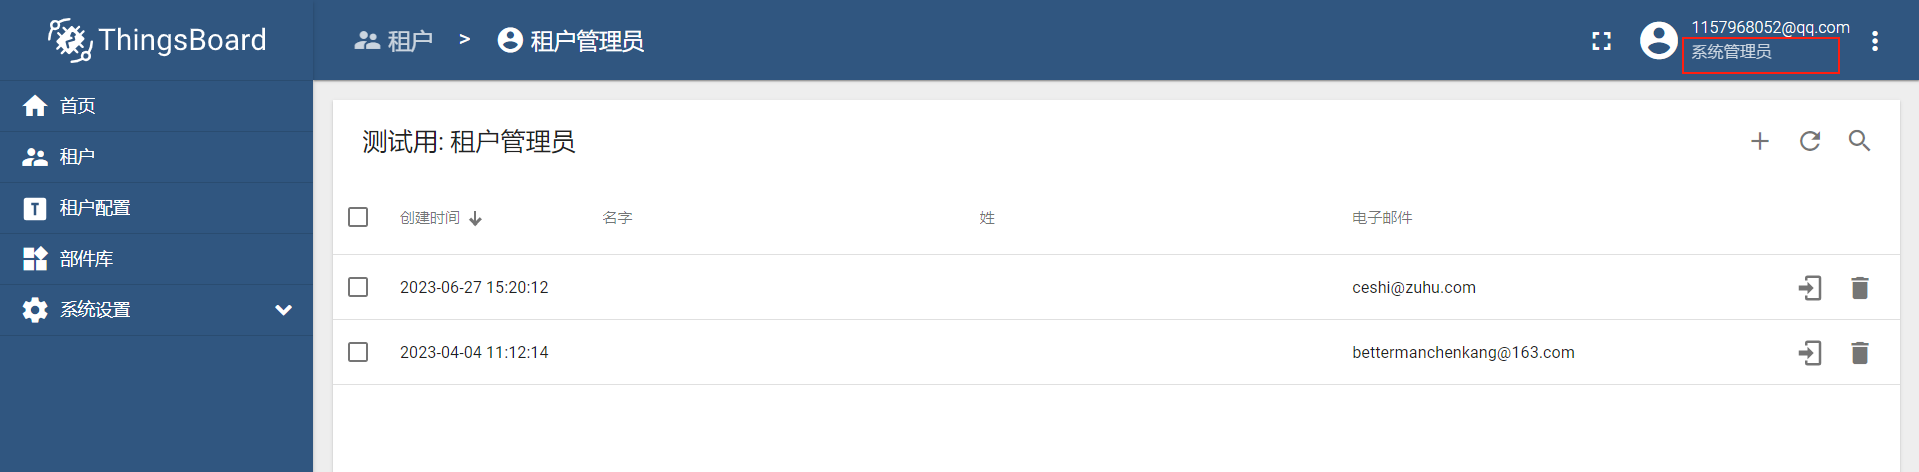 ThingsBoard
租户 > 租户管理员
1157968052@qq.com
系统管理员
首页
租户
租户配置
部件库
系统设置
测试用: 租户管理员
创建时间 名字 姓 电子邮件
2023-06-27 15:20:12 ceshi@zuhu.com
2023-04-04 11:12:14 bettermanchenkang@163.com